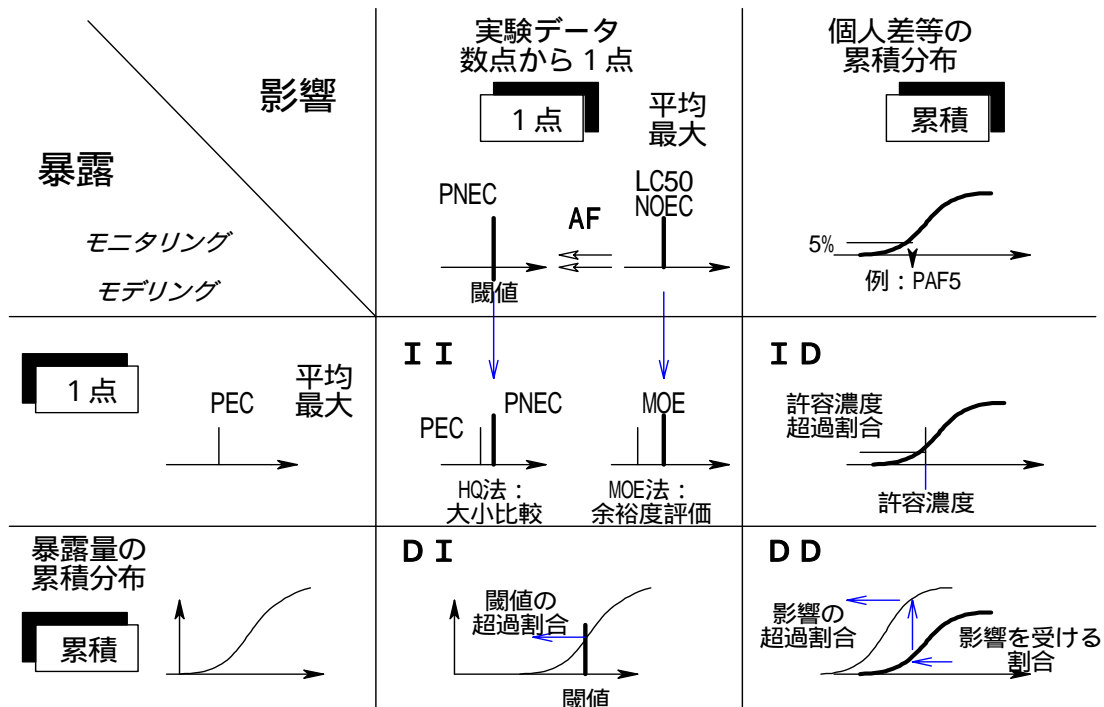 影響
暴露
モニタリング
モデリング
実験データ
数点から1点
1点
平均
最大
PNEC
AF
LC50
NOEC
閾値
個人差等の
累積分布
累積
5%
例：PAF5
1点
平均
最大
PEC
ＩＩ
PNEC
PEC
HQ法：
大小比較
MOE
MOE法：
余裕度評価
ＩＤ
許容濃度
超過割合
許容濃度
暴露量の
累積分布
累積
ＤＩ
閾値の
超過割合
閾値
ＤＤ
影響の
超過割合
影響を受ける
割合